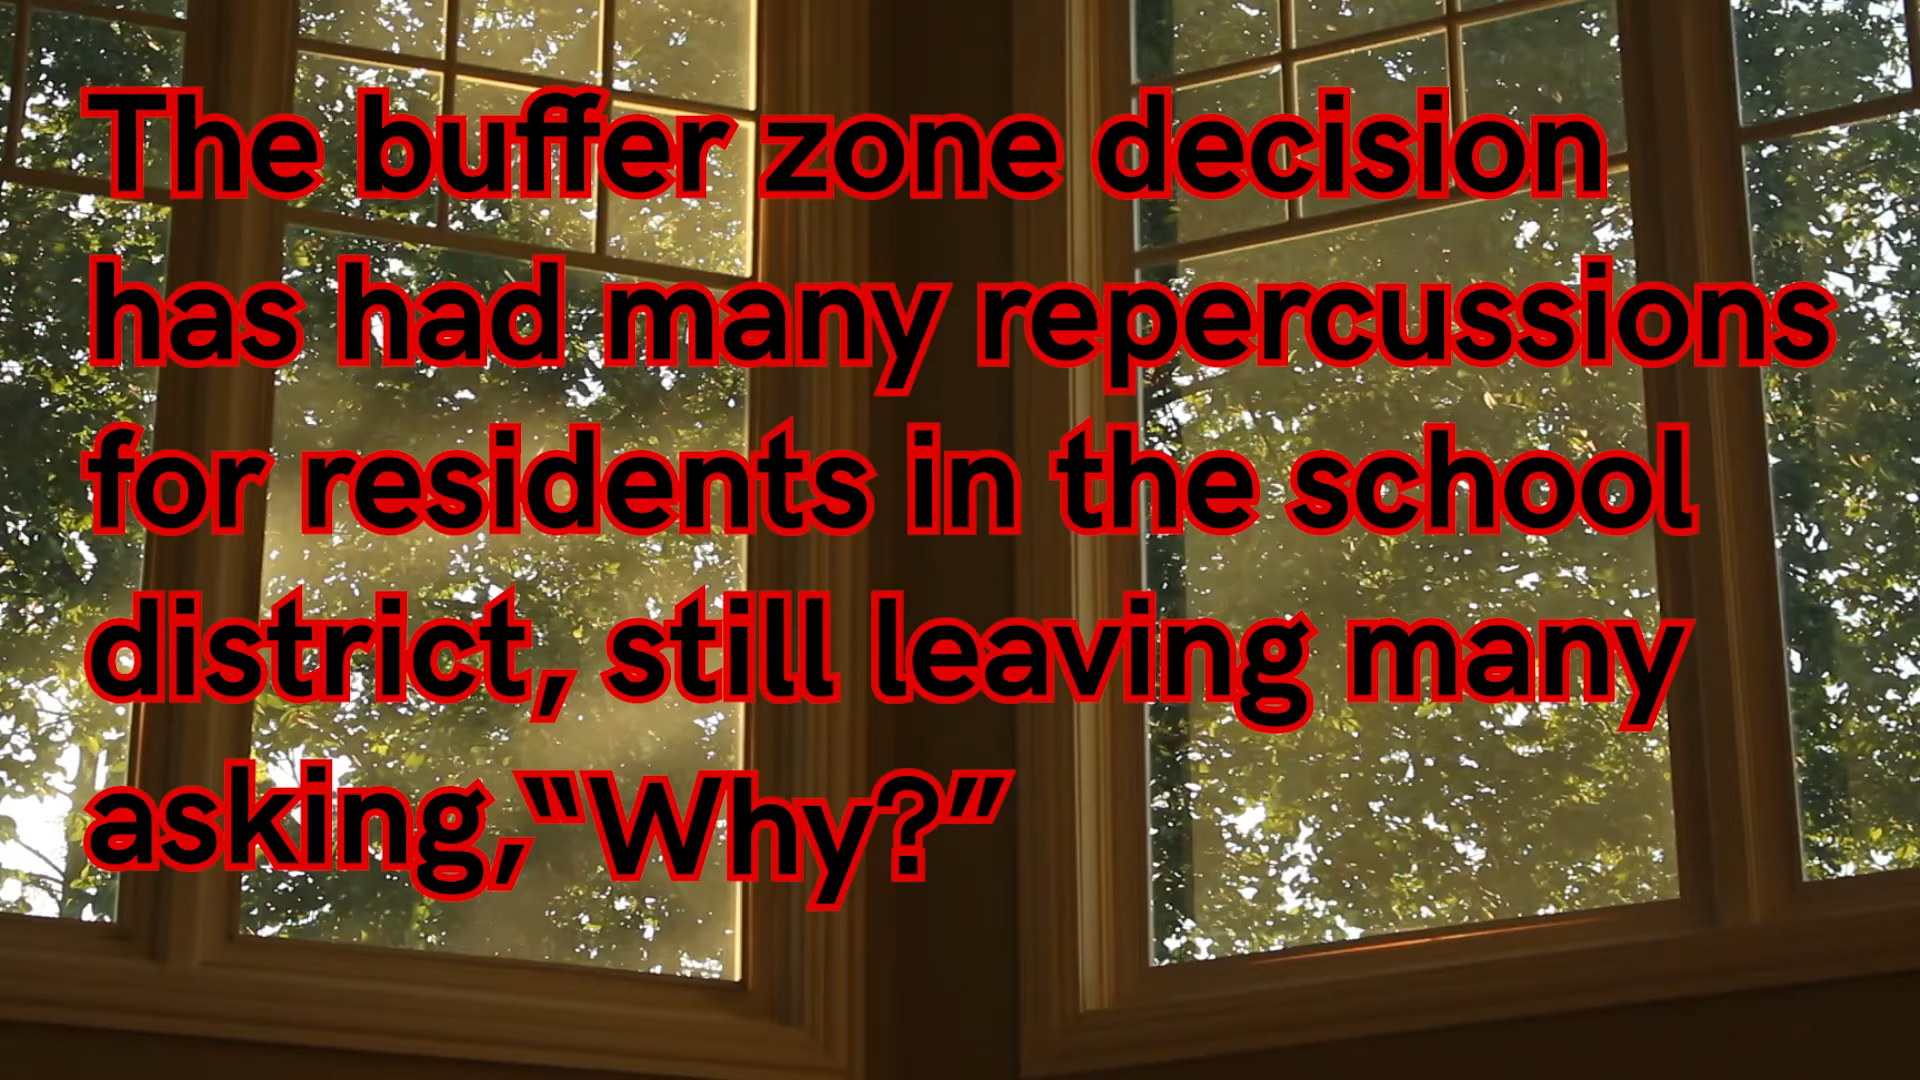 The buffer zone decision
has had many repercussions
for residents in the school
district, still leaving many
asking,“Why?”